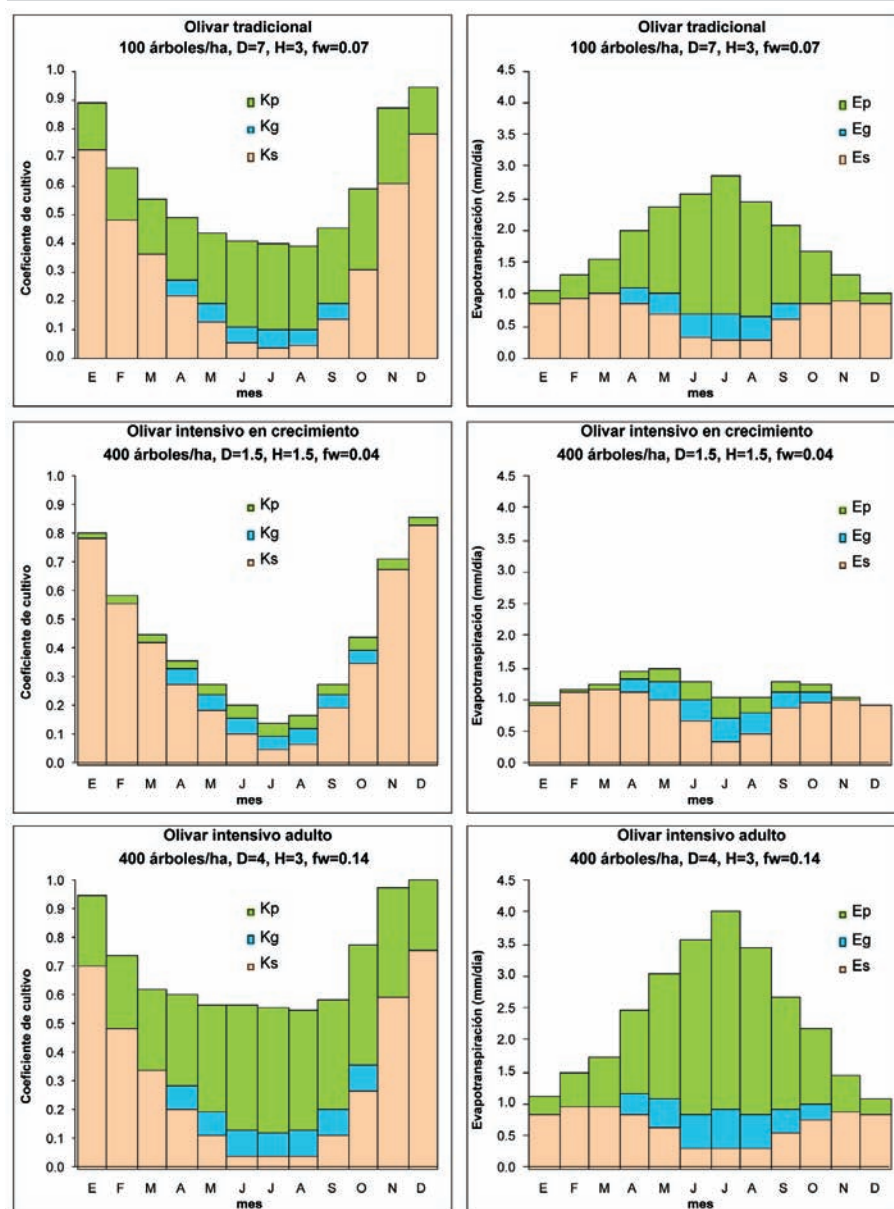 Olivar tradicional
100 árboles/ha, D=7, H=3, fw=0.07
Coeficiente de cultivo
1.0
0.9
0.8
0.7
0.6
0.5
0.4
0.3
0.2
0.1
0.0
Kp
Kg
Ks
E F M A M J J A S O N D
mes
Olivar tradicional
100 árboles/ha, D=7, H=3, fw=0.07
Evapotranspiración (mm/día)
4.5
4.0
3.5
3.0
2.5
2.0
1.5
1.0
0.5
0.0
Ep
Eg
Es
E F M A M J J A S O N D
mes
Olivar intensivo en crecimiento
400 árboles/ha, D=1.5, H=1.5, fw=0.04
Coeficiente de cultivo
1.0
0.9
0.8
0.7
0.6
0.5
0.4
0.3
0.2
0.1
0.0
Kp
Kg
Ks
E F M A M J J A S O N D
mes
Olivar intensivo en crecimiento
400 árboles/ha, D=1.5, H=1.5, fw=0.04
Evapotranspiración (mm/día)
4.5
4.0
3.5
3.0
2.5
2.0
1.5
1.0
0.5
0.0
Ep
Eg
Es
E F M A M J J A S O N D
mes
Olivar intensivo adulto
400 árboles/ha, D=4, H=3, fw=0.14
Coeficiente de cultivo
1.0
0.9
0.8
0.7
0.6
0.5
0.4
0.3
0.2
0.1
0.0
Kp
Kg
Ks
E F M A M J J A S O N D
mes
Olivar intensivo adulto
400 árboles/ha, D=4, H=3, fw=0.14
Evapotranspiración (mm/día)
4.5
4.0
3.5
3.0
2.5
2.0
1.5
1.0
0.5
0.0
Ep
Eg
Es
E F M A M J J A S O N D
mes